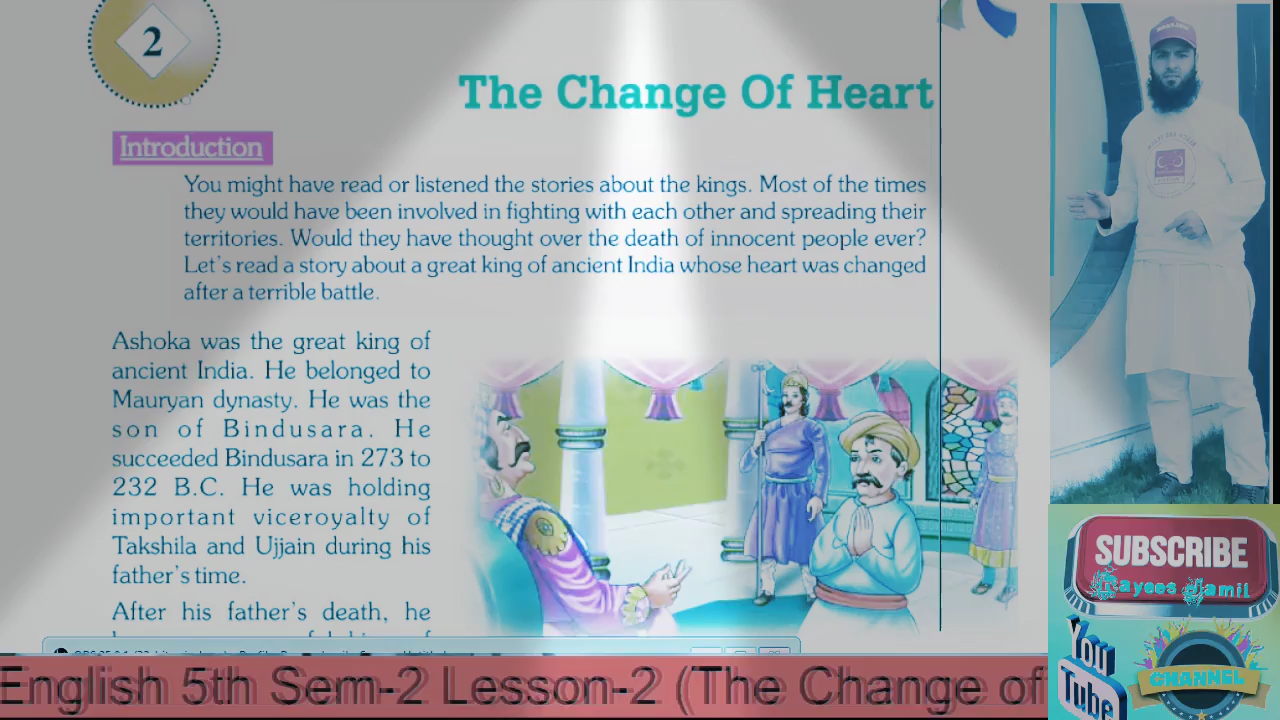 2
The Change Of Heart
Introduction
You might have read or listened the stories about the kings. Most of the times
they would have been involved in fighting with each other and spreading their
territories. Would they have thought over the death of innocent people ever?
Let's read a story about a great king of ancient India whose heart was changed
after a terrible battle.
Ashoka was the great king of
ancient India. He belonged to
Mauryan dynasty. He was the
son of Bindusara. He
succeeded Bindusara in 273 to
232 B.C. He was holding
important viceroyalty of
Takshila and Ujjain during his
father's time.
After his father's death, he
English 5th Sem-2 Lesson-2 (The Change of
SUBSCRIBE
Rayees Jamil
You
Tube
CHANNEL